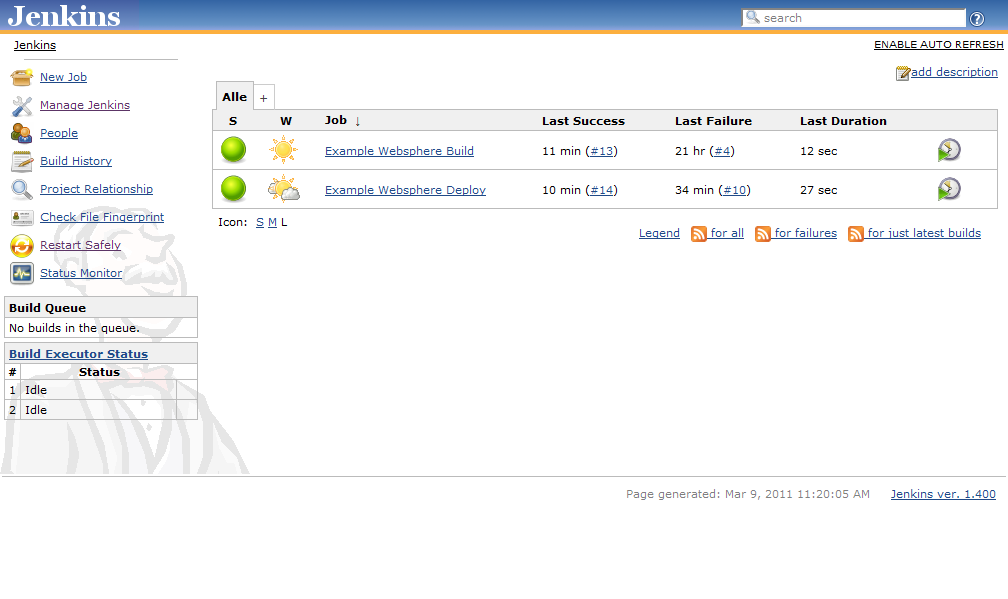 Jenkins
search
Jenkins
ENABLE AUTO REFRESH
add description
New Job
Manage Jenkins
People
Build History
Project Relationship
Check File Fingerprint
Restart Safely
Status Monitor
Build Queue
No builds in the queue.
Build Executor Status
# Status
1 Idle
2 Idle
Alle +
S W Job ↓ Last Success Last Failure Last Duration
Example Websphere Build 11 min (#13) 21 hr (#4) 12 sec
Example Websphere Deploy 10 min (#14) 34 min (#10) 27 sec
Icon: S M L
Legend for all for failures for just latest builds
Page generated: Mar 9, 2011 11:20:05 AM Jenkins ver. 1.400